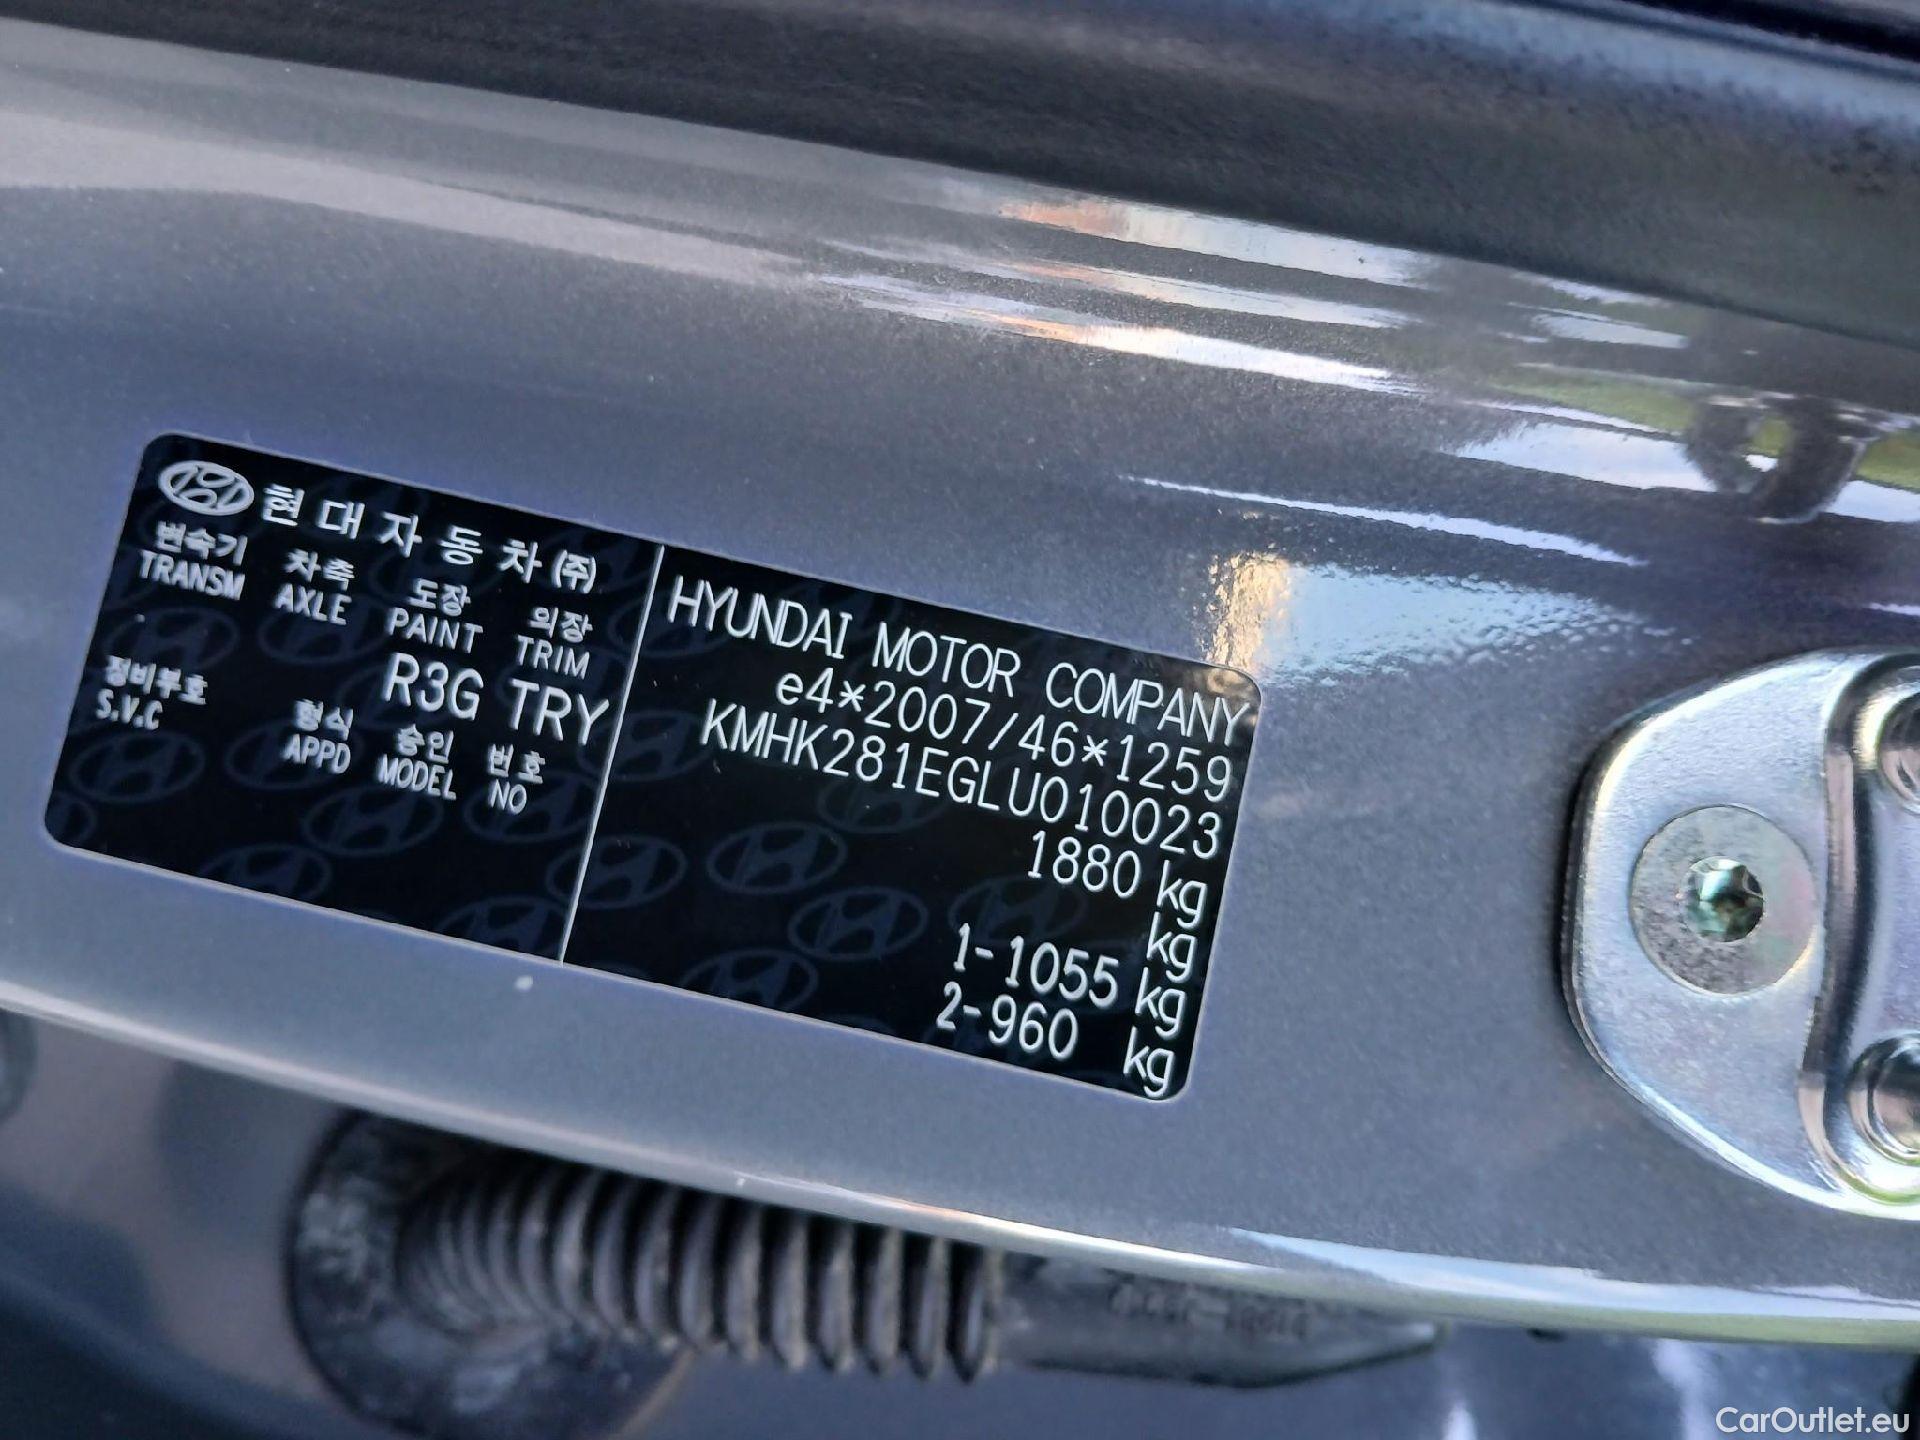 현대자동차(주)
변속기 차축 도장 의장
TRANSM AXLE PAINT TRIM
R3G TRY
정비부호 형식 승인 번호
S.V.C APPD MODEL NO
HYUNDAI MOTOR COMPANY
e4*2007/46*1259
KMHK281EGLU010023
1880 kg
kg
1-1055 kg
2-960 kg
CarOutlet.eu